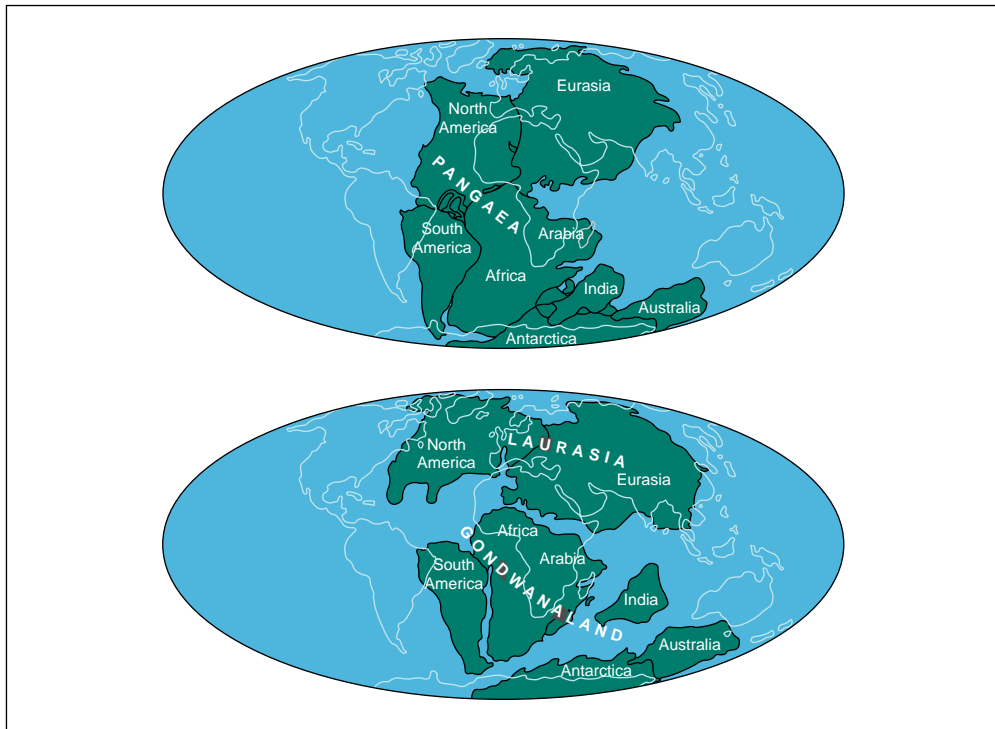 Eurasia
North
America
PANGAEA
South
America
Arabia
Africa
India
Australia
Antarctica
North
America
LAURASIA
Eurasia
Africa
GONDWANALAND
Arabia
South
America
India
Australia
Antarctica